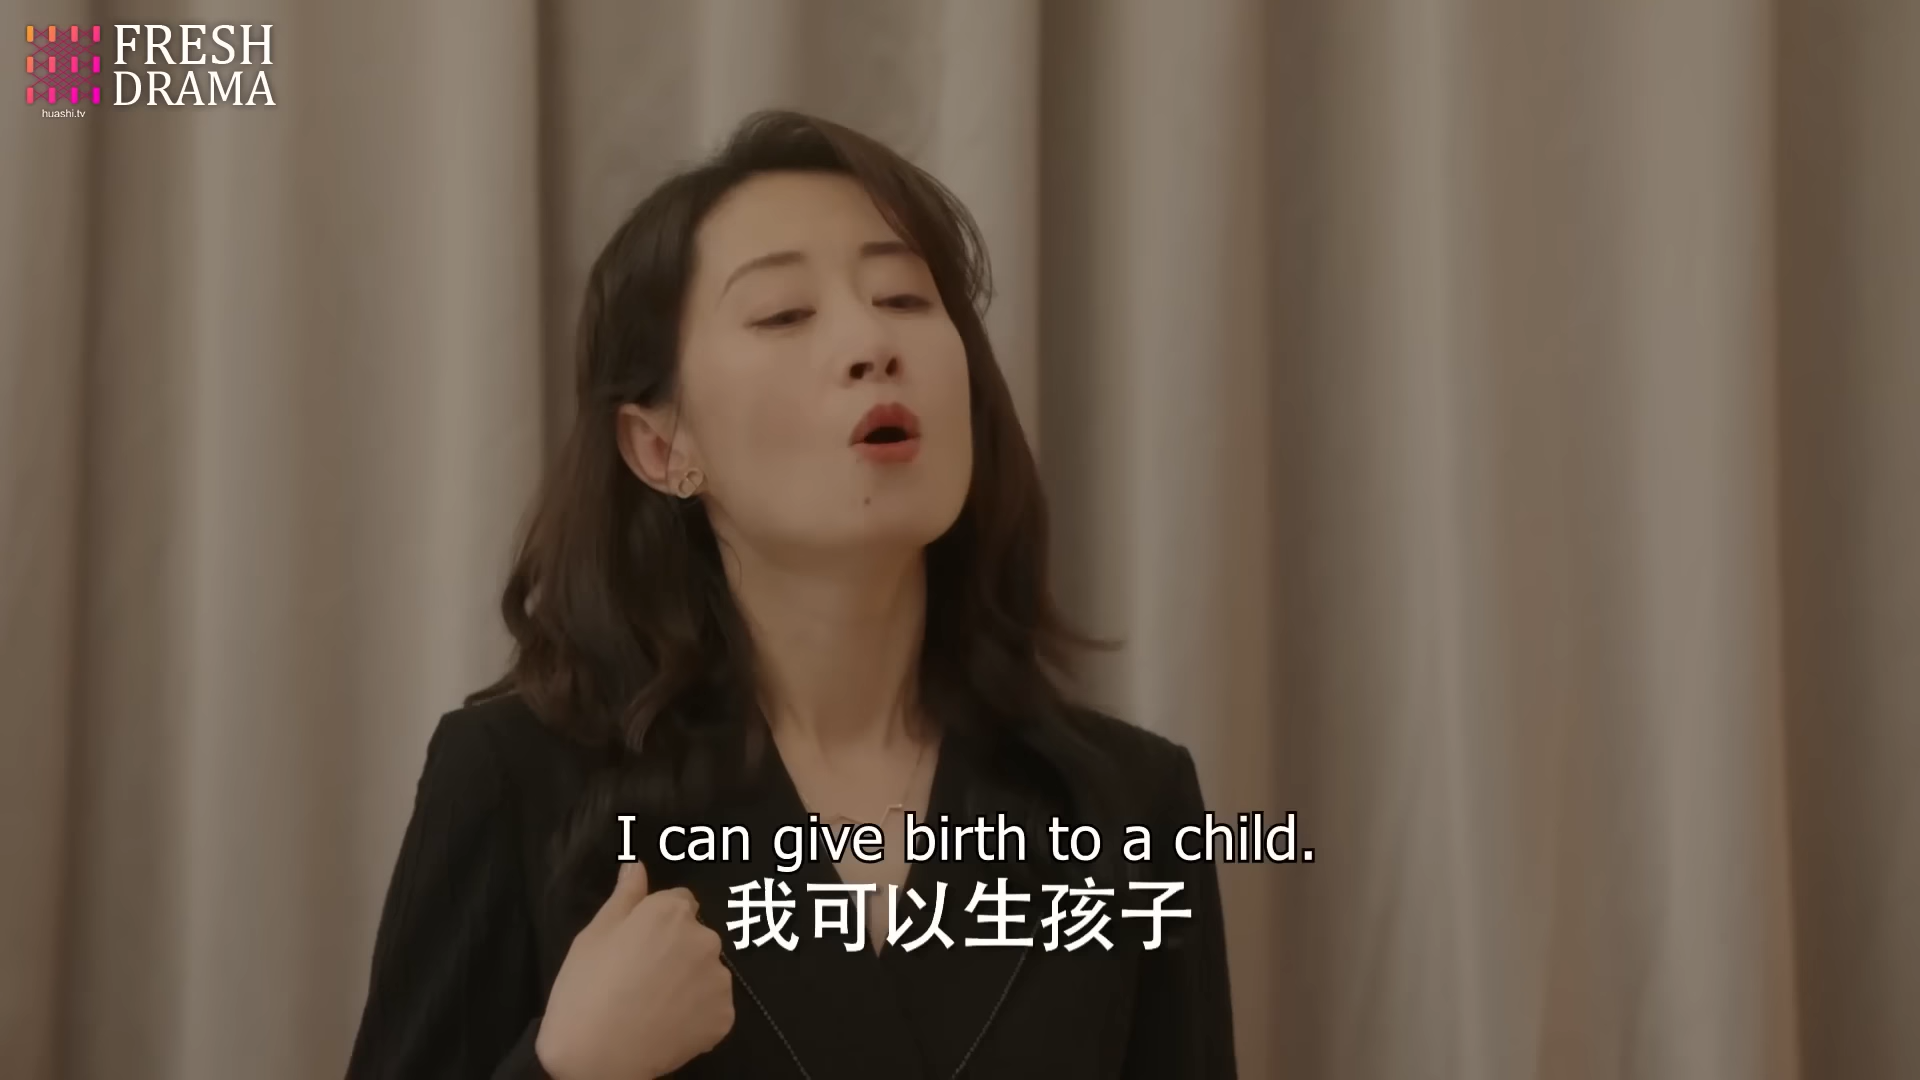 FRESH
DRAMA
huashi.tv
I can give birth to a child.
我可以生孩子